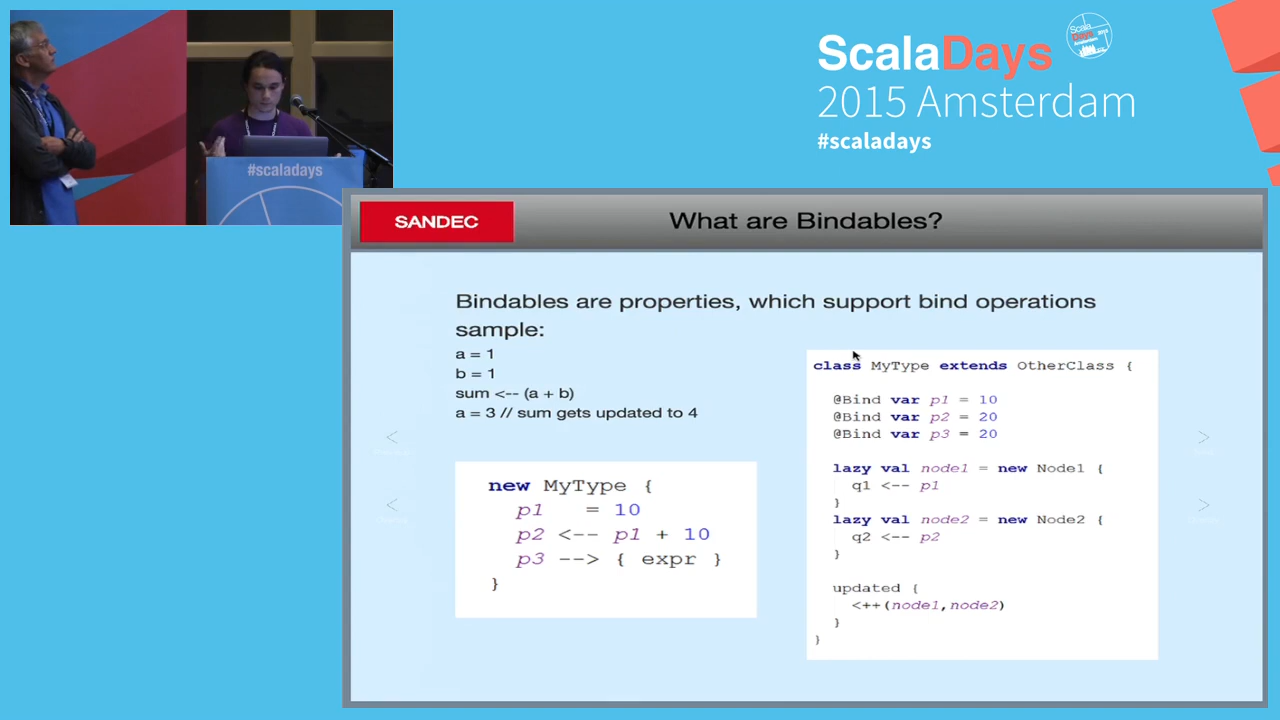 ScalaDays
2015 Amsterdam
#scaladays
#scaladays
SANDEC
What are Bindables?
Bindables are properties, which support bind operations
sample:
a = 1
b = 1
sum <-- (a + b)
a = 3 // sum gets updated to 4
new MyType {
p1 = 10
p2 <-- p1 + 10
p3 --> { expr }
}
class MyType extends OtherClass {
@Bind var p1 = 10
@Bind var p2 = 20
@Bind var p3 = 20
lazy val node1 = new Node1 {
q1 <-- p1
}
lazy val node2 = new Node2 {
q2 <-- p2
}
updated {
<++(node1,node2)
}
}